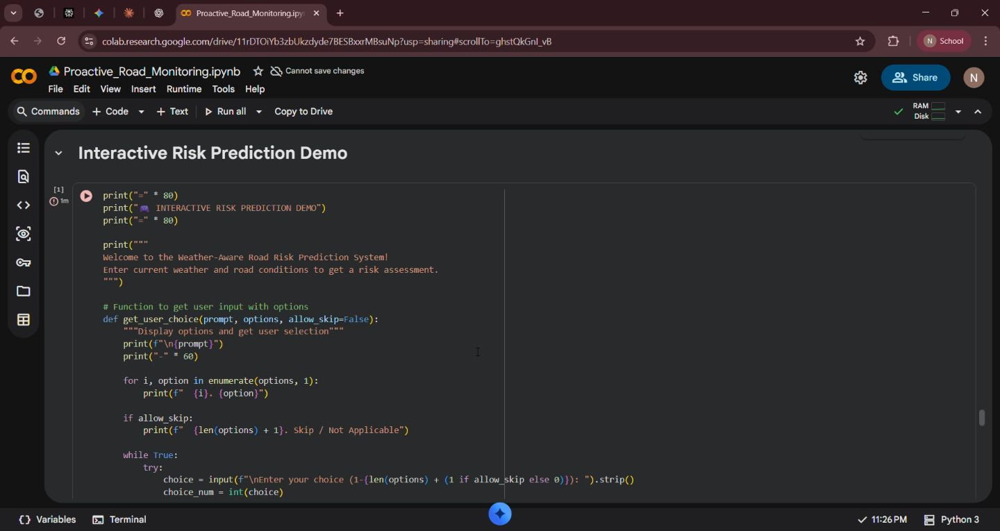 Proactive_Road_Monitoring.ipy
colab.research.google.com/drive/11rDTOiYb3zbUkzdyde7BESBxxrMBsuNp?usp=sharing#scrollTo=ghstQkGnl_vB
N School
Proactive_Road_Monitoring.ipynb Cannot save changes
File Edit View Insert Runtime Tools Help
Share
N
Commands + Code + Text Run all Copy to Drive
RAM
Disk
Interactive Risk Prediction Demo
[1]
1m
print("=" * 80)
print("🎮 INTERACTIVE RISK PREDICTION DEMO")
print("=" * 80)
print("""
Welcome to the Weather-Aware Road Risk Prediction System!
Enter current weather and road conditions to get a risk assessment.
""")
# Function to get user input with options
def get_user_choice(prompt, options, allow_skip=False):
"""Display options and get user selection"""
print(f"\n{prompt}")
print("-" * 60)
for i, option in enumerate(options, 1):
print(f" {i}. {option}")
if allow_skip:
print(f" {len(options) + 1}. Skip / Not Applicable")
while True:
try:
choice = input(f"\nEnter your choice (1-{len(options) + (1 if allow_skip else 0)}): ").strip()
choice_num = int(choice)
{} Variables Terminal
11:26 PM Python 3